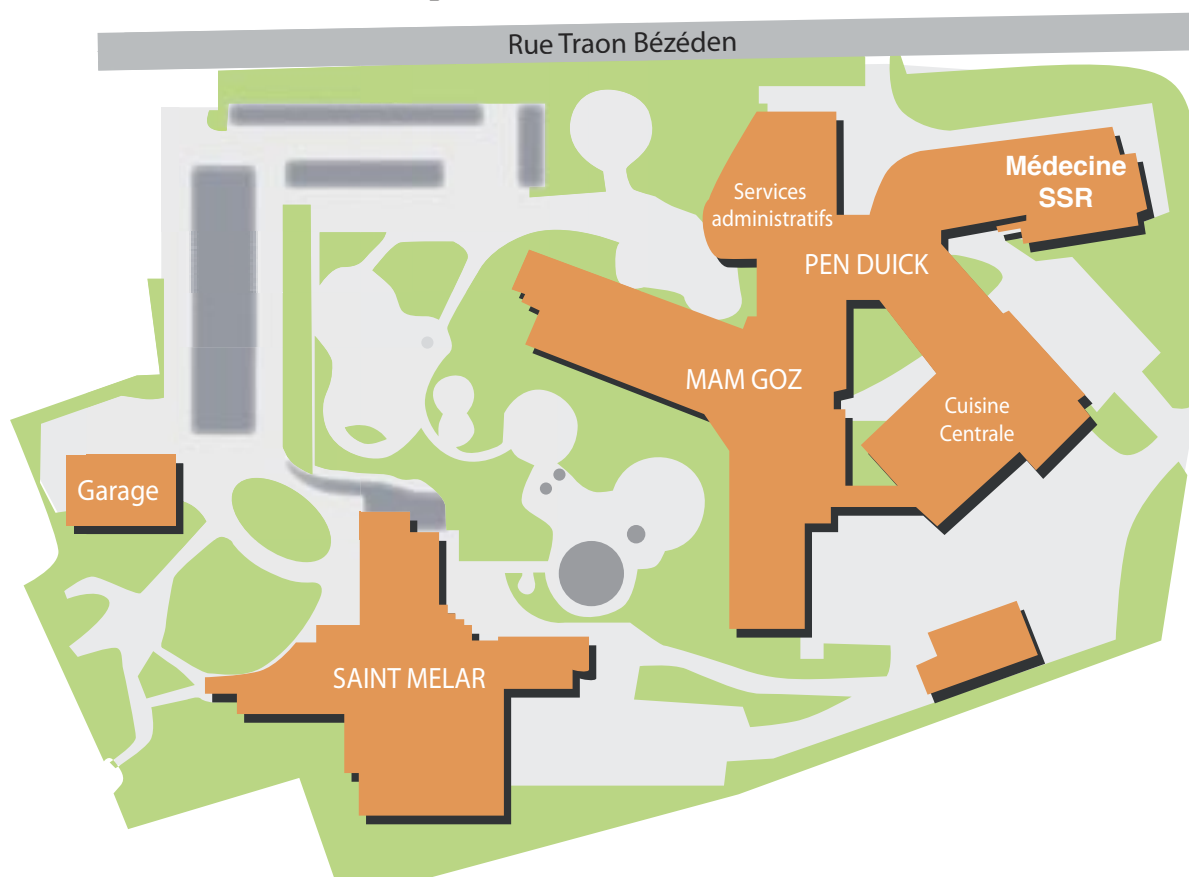 Rue Traon Bézéden
Médecine
SSR
Services
administratifs
PEN DUICK
MAM GOZ
Cuisine
Centrale
Garage
SAINT MELAR